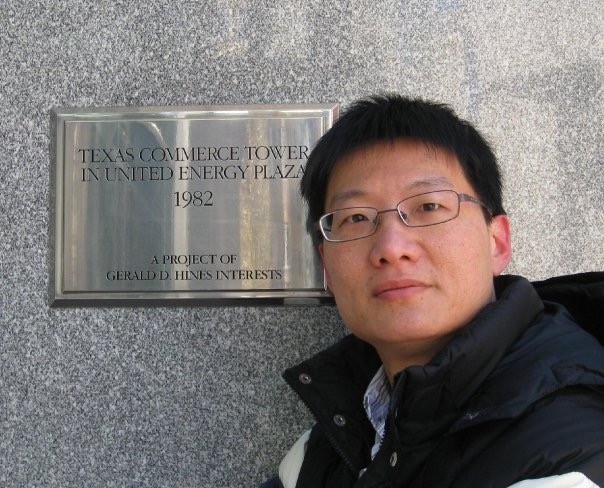 TEXAS COMMERCE TOWER
IN UNITED ENERGY PLAZA
1982
A PROJECT OF
GERALD D. HINES INTERESTS